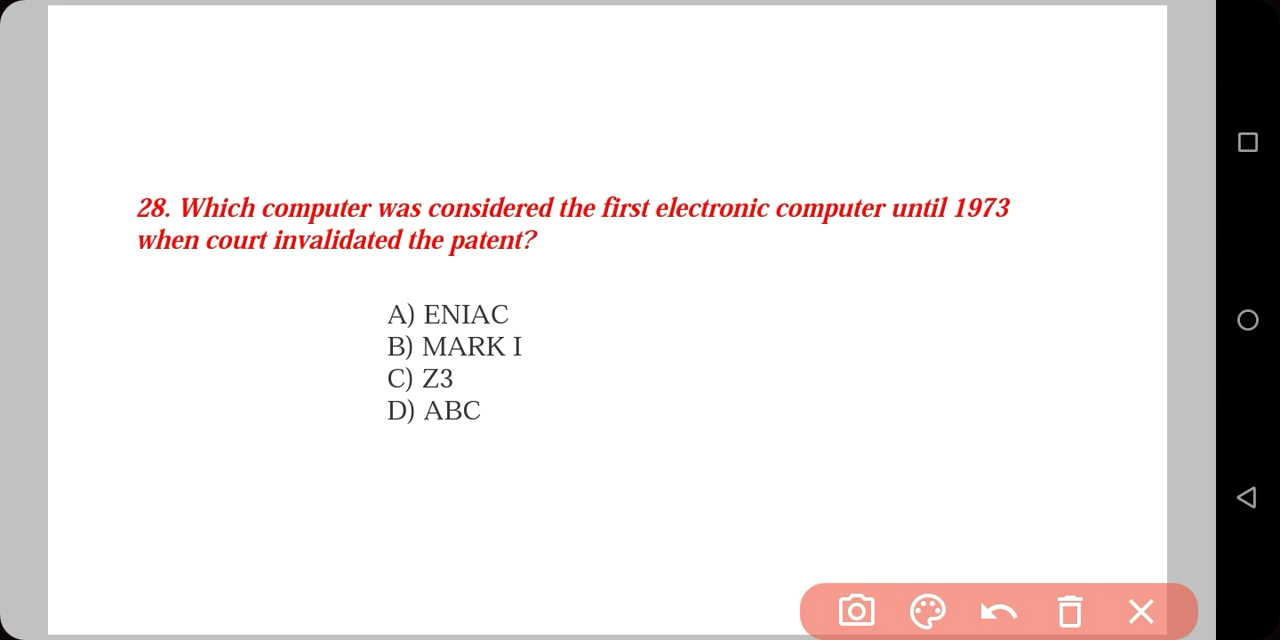 28. Which computer was considered the first electronic computer until 1973
when court invalidated the patent?
A) ENIAC
B) MARK I
C) Z3
D) ABC